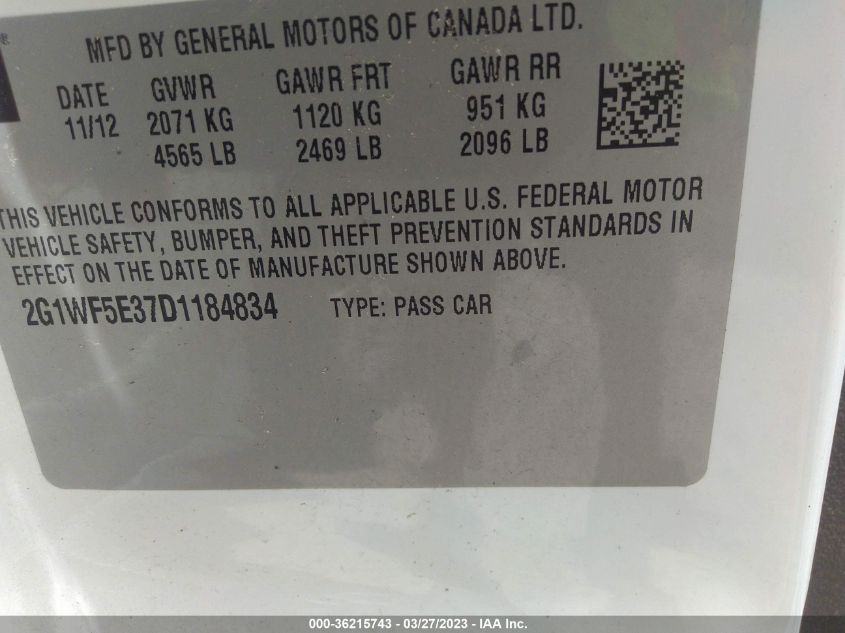 MFD BY GENERAL MOTORS OF CANADA LTD.
DATE GVWR GAWR FRT GAWR RR
11/12 2071 KG 1120 KG 951 KG
4565 LB 2469 LB 2096 LB
THIS VEHICLE CONFORMS TO ALL APPLICABLE U.S. FEDERAL MOTOR
VEHICLE SAFETY, BUMPER, AND THEFT PREVENTION STANDARDS IN
EFFECT ON THE DATE OF MANUFACTURE SHOWN ABOVE.
2G1WF5E37D1184834 TYPE: PASS CAR
000-36215743 - 03/27/2023 - IAA Inc.